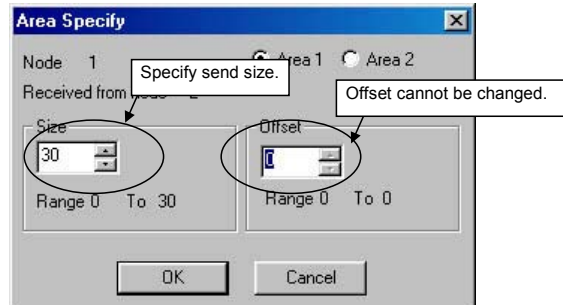 Area Specify
Node 1
Area 1 Area 2
Specify send size.
Received from node 2
Offset cannot be changed.
Size
Offset
30
0
Range 0 To 30
Range 0 To 0
OK
Cancel